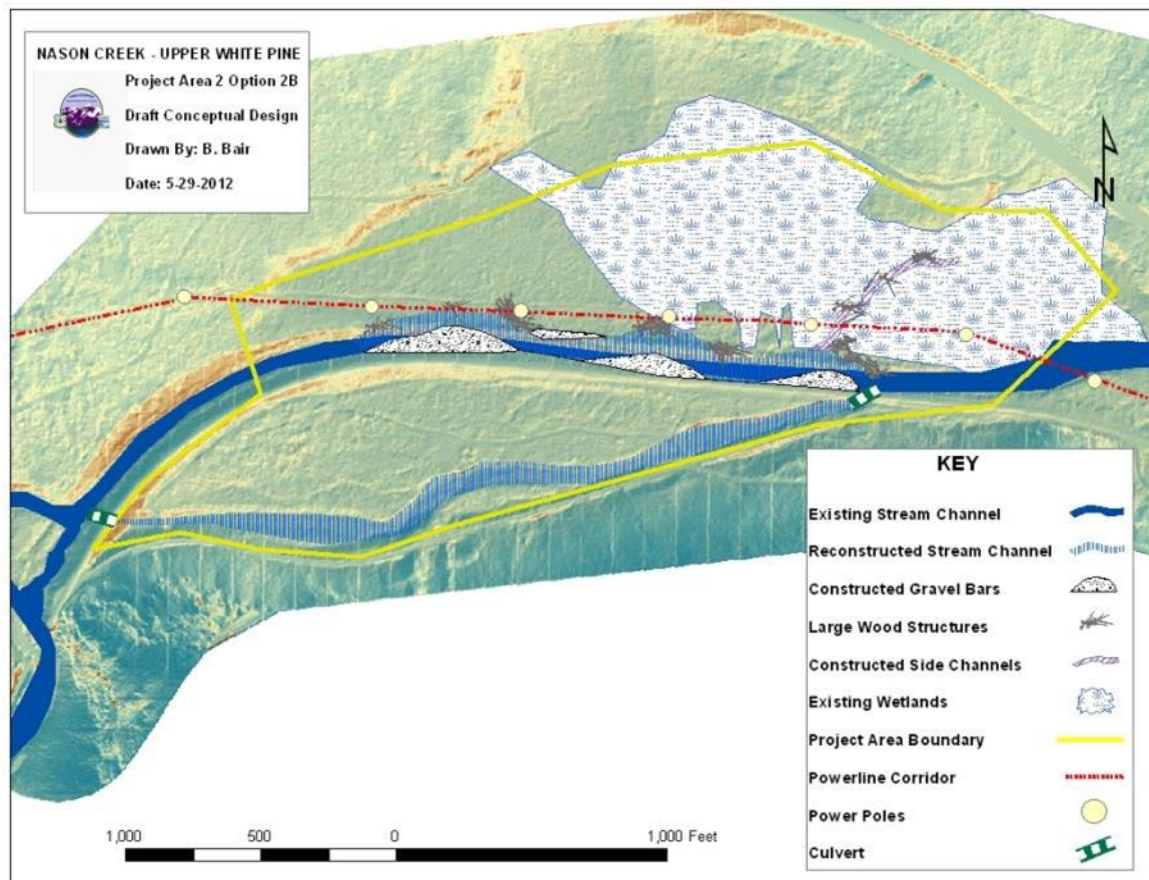 NASON CREEK - UPPER WHITE PINE
Project Area 2 Option 2B
Draft Conceptual Design
Drawn By: B. Bair
Date: 5-29-2012
N
KEY
Existing Stream Channel
Reconstructed Stream Channel
Constructed Gravel Bars
Large Wood Structures
Constructed Side Channels
Existing Wetlands
Project Area Boundary
Powerline Corridor
Power Poles
Culvert
1,000 500 0 1,000 Feet